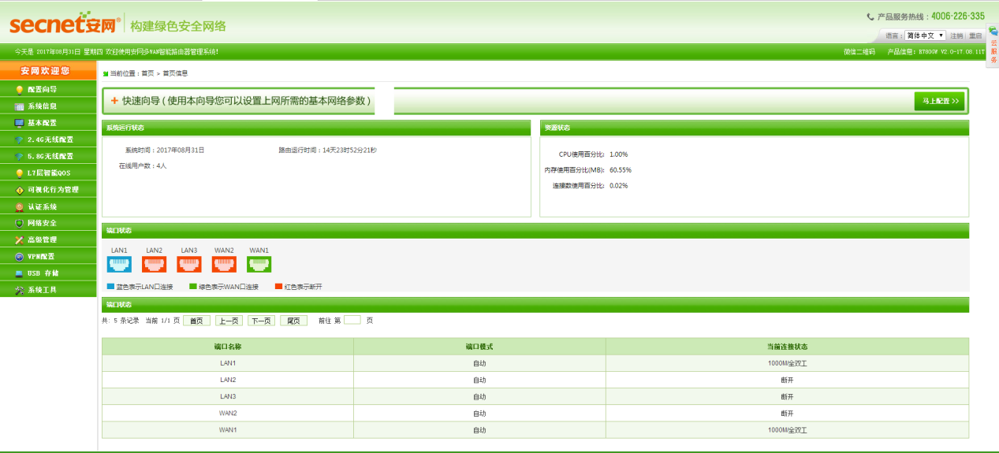 secnet安网® 构建绿色安全网络
产品服务热线：4006-226-335
语言： 简体中文 注销 | 重启
云服务
今天是 2017年08月31日 星期四 欢迎使用安网多WAN智能路由器管理系统!
微信二维码 产品信息：R7800W V2.0-17.08.11T
安网欢迎您
配置向导
系统信息
基本配置
2.4G无线配置
5.8G无线配置
L7层智能QOS
可视化行为管理
认证系统
网络安全
高级管理
VPN配置
USB 存储
系统工具
当前位置：首页 > 首页信息
+ 快速向导 ( 使用本向导您可以设置上网所需的基本网络参数 )
马上配置 >>
系统运行状态
系统时间：2017年08月31日 路由运行时间：14天23时52分21秒
在线用户数：4人
资源状态
CPU使用百分比: 1.00%
内存使用百分比(MB): 60.55%
连接数使用百分比: 0.02%
端口状态
LAN1 LAN2 LAN3 WAN2 WAN1
蓝色表示LAN口连接 绿色表示WAN口连接 红色表示断开
端口状态
共: 5 条记录 当前 1/1 页 首页 上一页 下一页 尾页 前往 第 页
端口名称 端口模式 当前连接状态
LAN1 自动 1000M/全双工
LAN2 自动 断开
LAN3 自动 断开
WAN2 自动 断开
WAN1 自动 1000M/全双工